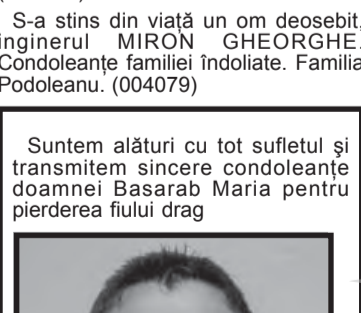 S-a stins din viață un om deosebit,
inginerul MIRON GHEORGHE.
Condoleanțe familiei îndoliate. Familia
Podoleanu. (004079)
Suntem alături cu tot sufletul şi
transmitem sincere condoleanțe
doamnei Basarab Maria pentru
pierderea fiului drag